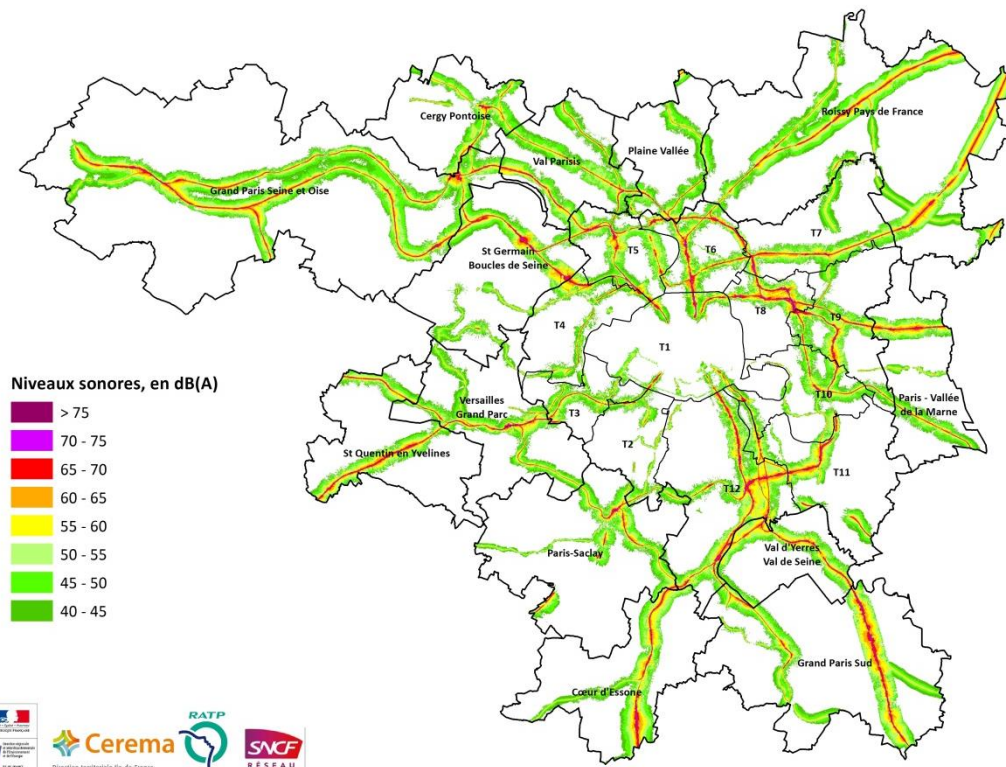 Cergy Pontoise
Roissy Pays de France
Plaine Vallée
Val Parisis
Grand Paris Seine et Oise
T7
T5
T6
St Germain
Boucles de Seine
T8
T9
T4
T1
Niveaux sonores, en dB(A)
> 75
70 - 75
65 - 70
60 - 65
55 - 60
50 - 55
45 - 50
40 - 45
Versailles
Grand Parc
T3
T10
Paris - Vallée
de la Marne
St Quentin en Yvelines
T2
T11
T12
Paris-Saclay
Val d'Yerres
Val de Seine
Grand Paris Sud
Cœur d'Essone
RATP
Cerema
SNCF
RÉSEAU